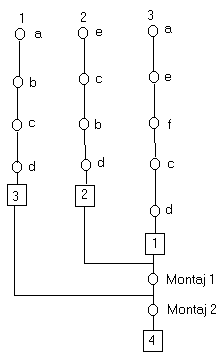 1 2 3
a e a
b c e
c b f
d d c
3 2 d
1
Montaj 1
Montaj 2
4